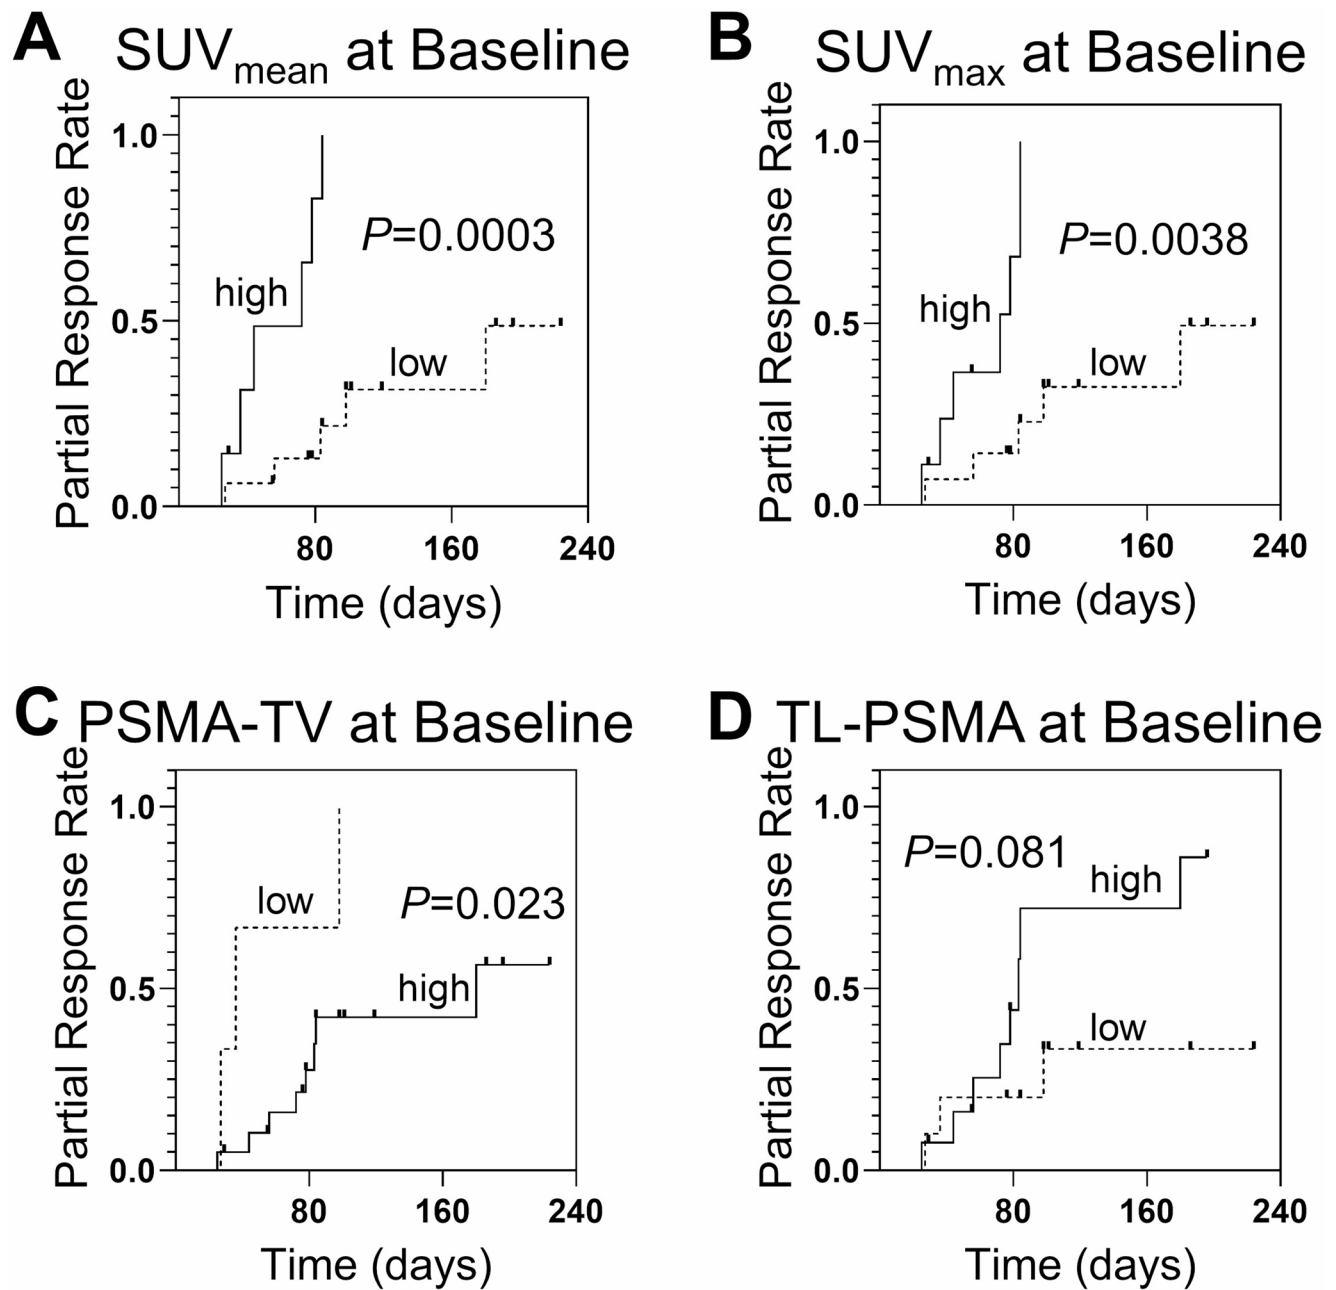 A SUVmean at Baseline
Partial Response Rate
1.0
0.5
0.0
high
P=0.0003
low
80 160 240
Time (days)
B SUVmax at Baseline
Partial Response Rate
1.0
0.5
0.0
P=0.0038
high
low
80 160 240
Time (days)
C PSMA-TV at Baseline
Partial Response Rate
1.0
0.5
0.0
low
P=0.023
high
80 160 240
Time (days)
D TL-PSMA at Baseline
Partial Response Rate
1.0
0.5
0.0
P=0.081
high
low
80 160 240
Time (days)